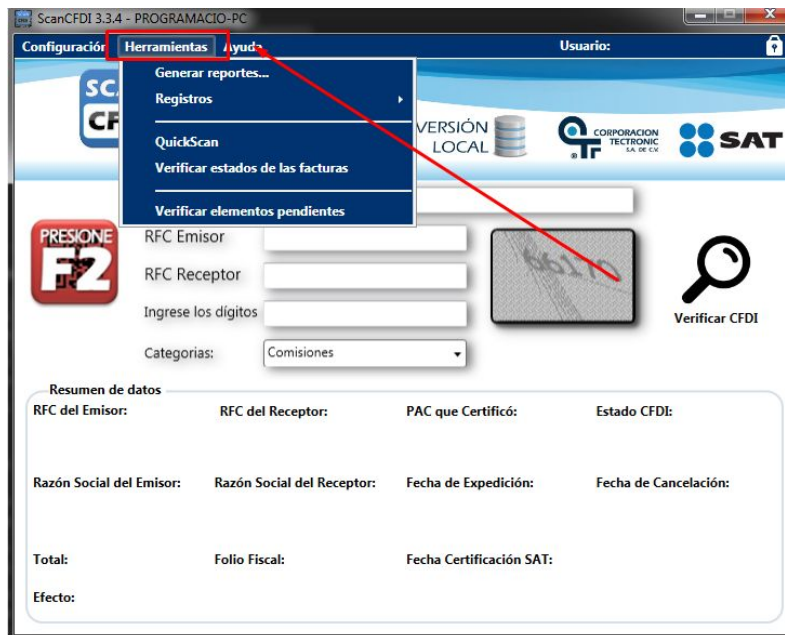 ScanCFDI 3.3.4 - PROGRAMACIO-PC
Configuración Herramientas Ayuda Usuario:
Generar reportes...
Registros
QuickScan
Verificar estados de las facturas
Verificar elementos pendientes
VERSIÓN
LOCAL
CORPORACION
TECTRONIC
S.A. DE C.V.
SAT
PRESIONE
F2
RFC Emisor
RFC Receptor
Ingrese los dígitos
Verificar CFDI
Categorias: Comisiones
Resumen de datos
RFC del Emisor: RFC del Receptor: PAC que Certificó: Estado CFDI:
Razón Social del Emisor: Razón Social del Receptor: Fecha de Expedición: Fecha de Cancelación:
Total: Folio Fiscal: Fecha Certificación SAT:
Efecto: